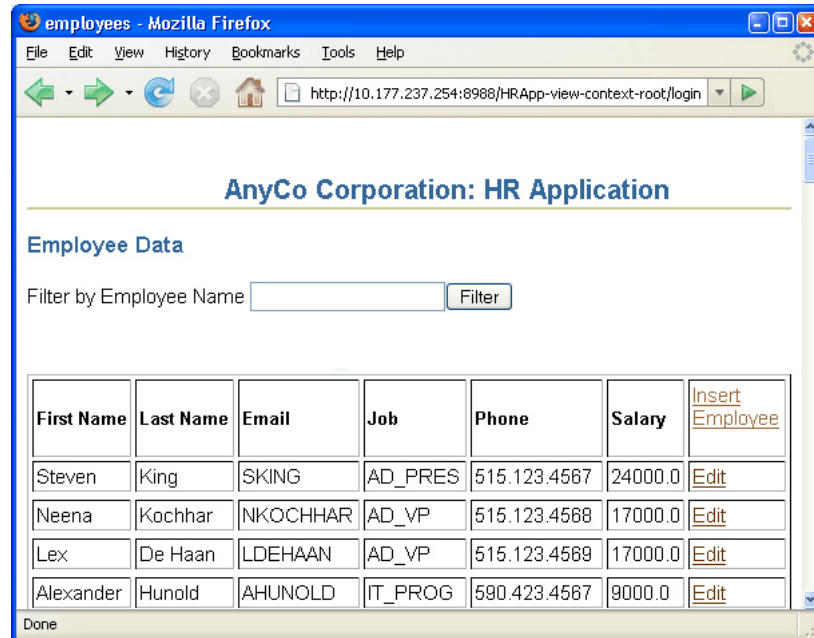 employees - Mozilla Firefox
File Edit View History Bookmarks Tools Help
http://10.177.237.254:8988/HRApp-view-context-root/login
AnyCo Corporation: HR Application
Employee Data
Filter by Employee Name Filter
First Name Last Name Email Job Phone Salary Insert
Employee
Steven King SKING AD_PRES 515.123.4567 24000.0 Edit
Neena Kochhar NKOCHHAR AD_VP 515.123.4568 17000.0 Edit
Lex De Haan LDEHAAN AD_VP 515.123.4569 17000.0 Edit
Alexander Hunold AHUNOLD IT_PROG 590.423.4567 9000.0 Edit
Done